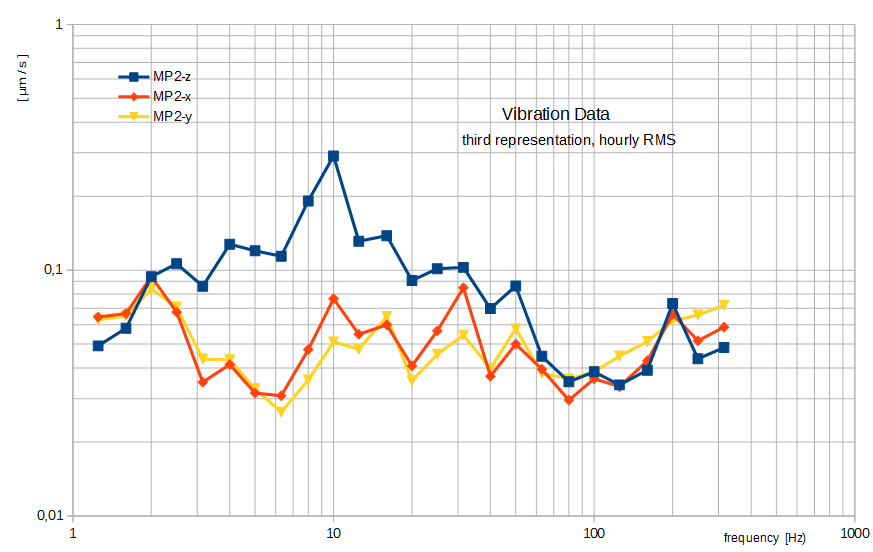 1
[ µm / s ]
MP2-z
MP2-x
MP2-y
Vibration Data
third representation, hourly RMS
0,1
0,01
1
10
100
1000
frequency [Hz]